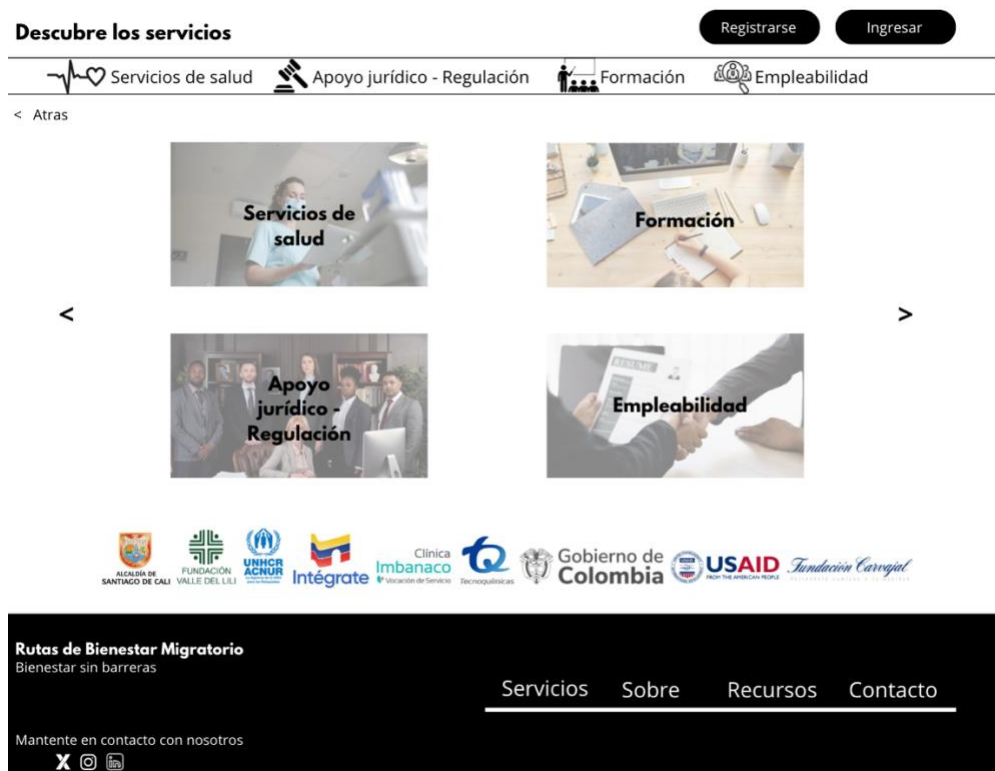 Descubre los servicios
Registrarse
Ingresar
Servicios de salud
Apoyo jurídico - Regulación
Formación
Empleabilidad
< Atras
Servicios de
salud
Formación
<
>
RESUME
Apoyo
jurídico -
Regulación
Empleabilidad
ALCALDÍA DE
SANTIAGO DE CALI
FUNDACIÓN
VALLE DEL LILI
UNHCR
ACNUR
Intégrate
Clínica
Imbanaco
Vocación de Servicio
TQ
Tecnoquímicas
Gobierno de
Colombia
USAID
FROM THE AMERICAN PEOPLE
Fundación Carvajal
Rutas de Bienestar Migratorio
Bienestar sin barreras
Servicios
Sobre
Recursos
Contacto
Mantente en contacto con nosotros
X
in